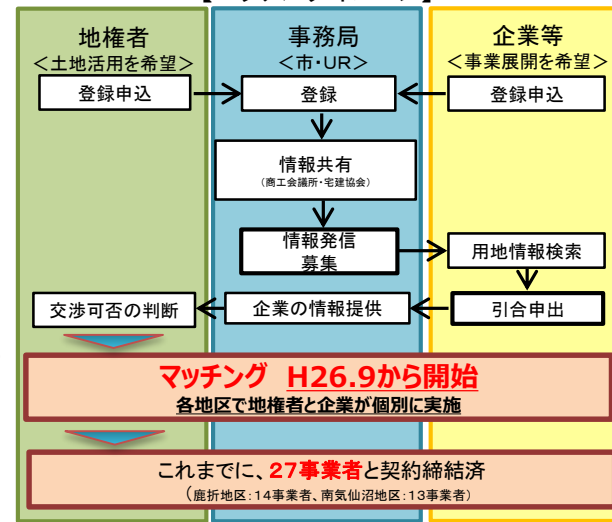 地権者
<土地活用を希望>
事務局
<市・UR>
企業等
<事業展開を希望>
登録申込
登録
登録申込
情報共有
(商工会議所・宅建協会)
情報発信
募集
用地情報検索
交渉可否の判断
企業の情報提供
引合申出
マッチング H26.9から開始
各地区で地権者と企業が個別に実施
これまでに、27事業者と契約締結済
(鹿折地区:14事業者、南気仙沼地区:13事業者)